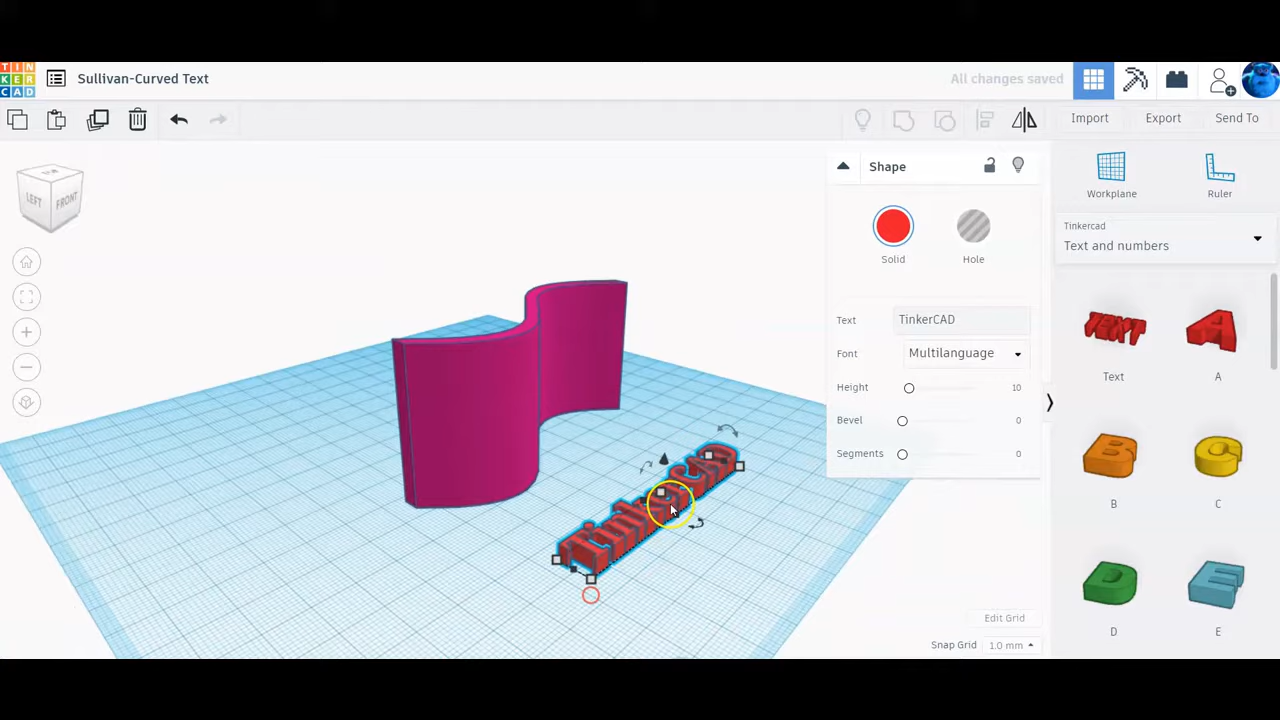 TIN
KER
CAD
Sullivan-Curved Text
All changes saved
Import
Export
Send To
LEFT
FRONT
Shape
Workplane
Ruler
Tinkercad
Text and numbers
Solid
Hole
Text
TinkerCAD
Font
Multilanguage
Height
10
Bevel
0
Segments
0
TEXT
A
Text
A
B
C
B
C
D
E
D
E
TinkerCAD
Edit Grid
Snap Grid
1.0 mm